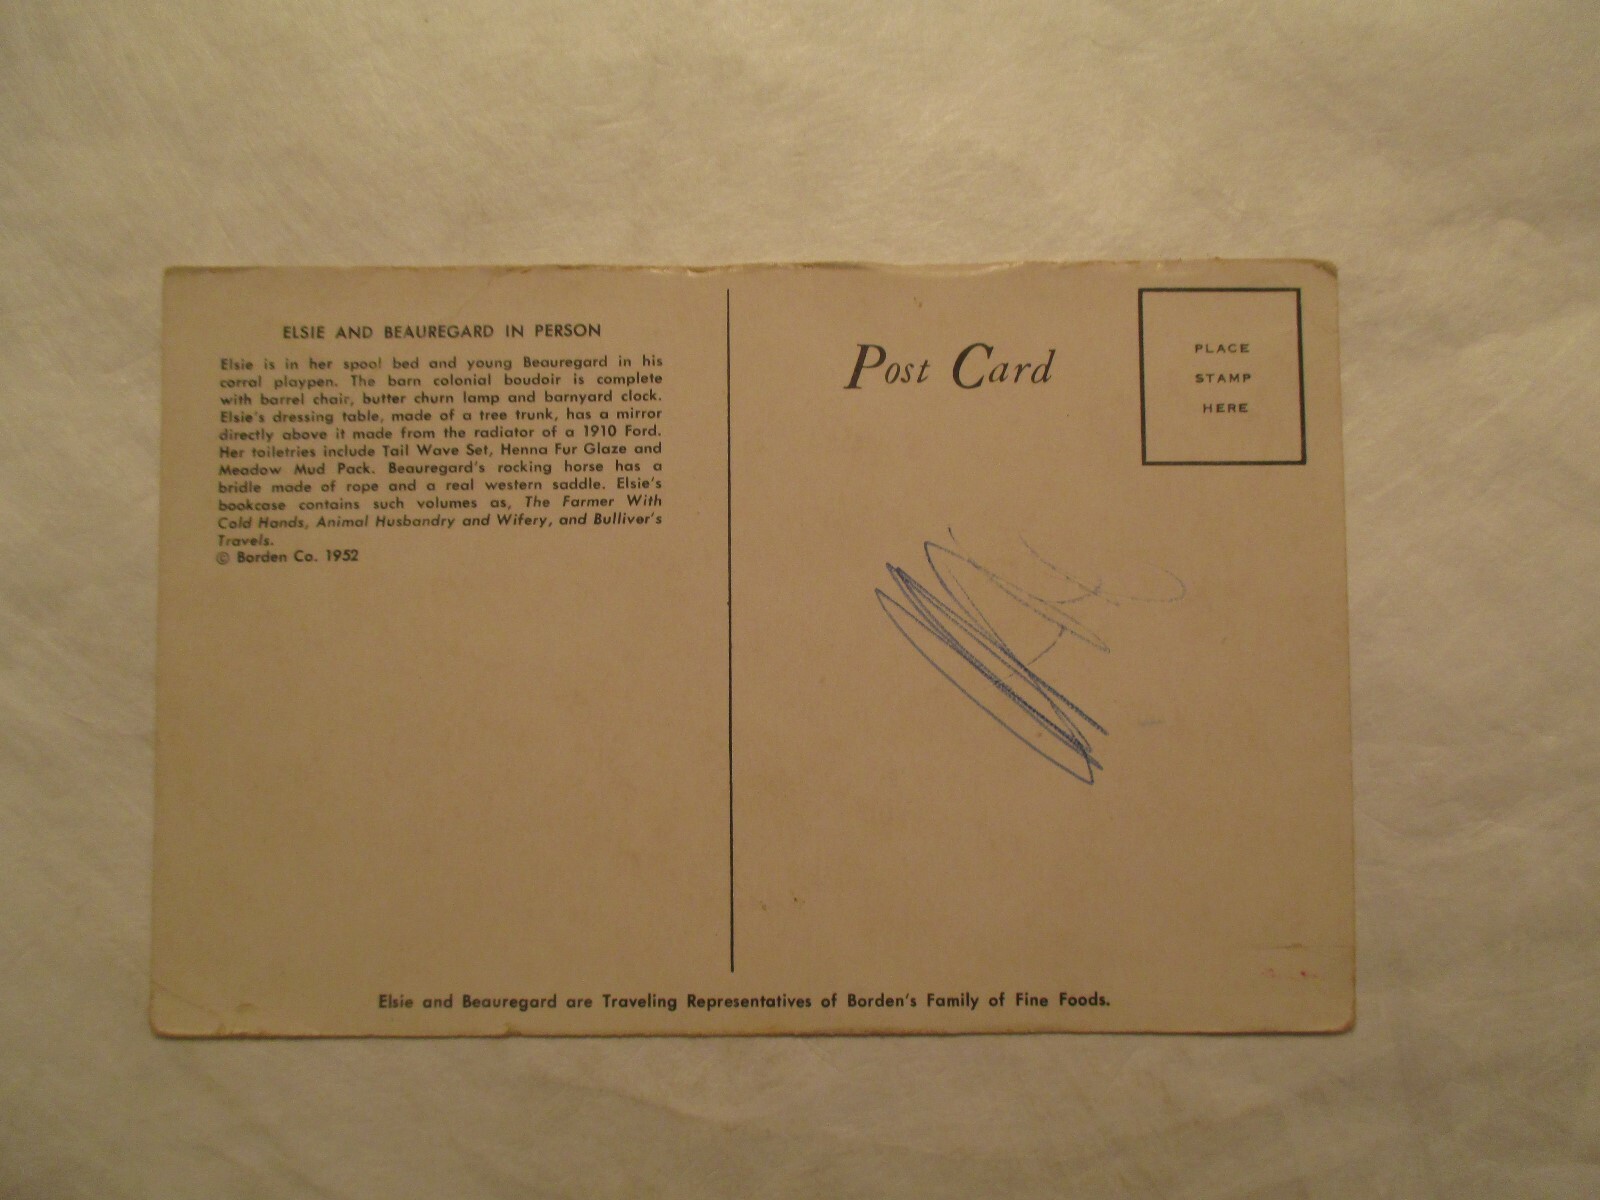 ELSIE AND BEAUREGARD IN PERSON
Elsie is in her spool bed and young Beauregard in his
corral playpen. The barn colonial boudoir is complete
with barrel chair, butter churn lamp and barnyard clock.
Elsie's dressing table, made of a tree trunk, has a mirror
directly above it made from the radiator of a 1910 Ford.
Her toiletries include Tail Wave Set, Henna Fur Glaze and
Meadow Mud Pack. Beauregard's rocking horse has a
bridle made of rope and a real western saddle. Elsie's
bookcase contains such volumes as, The Farmer With
Cold Hands, Animal Husbandry and Wifery, and Bulliver's
Travels.
© Borden Co. 1952
Post Card
PLACE
STAMP
HERE
Elsie and Beauregard are Traveling Representatives of Borden's Family of Fine Foods.